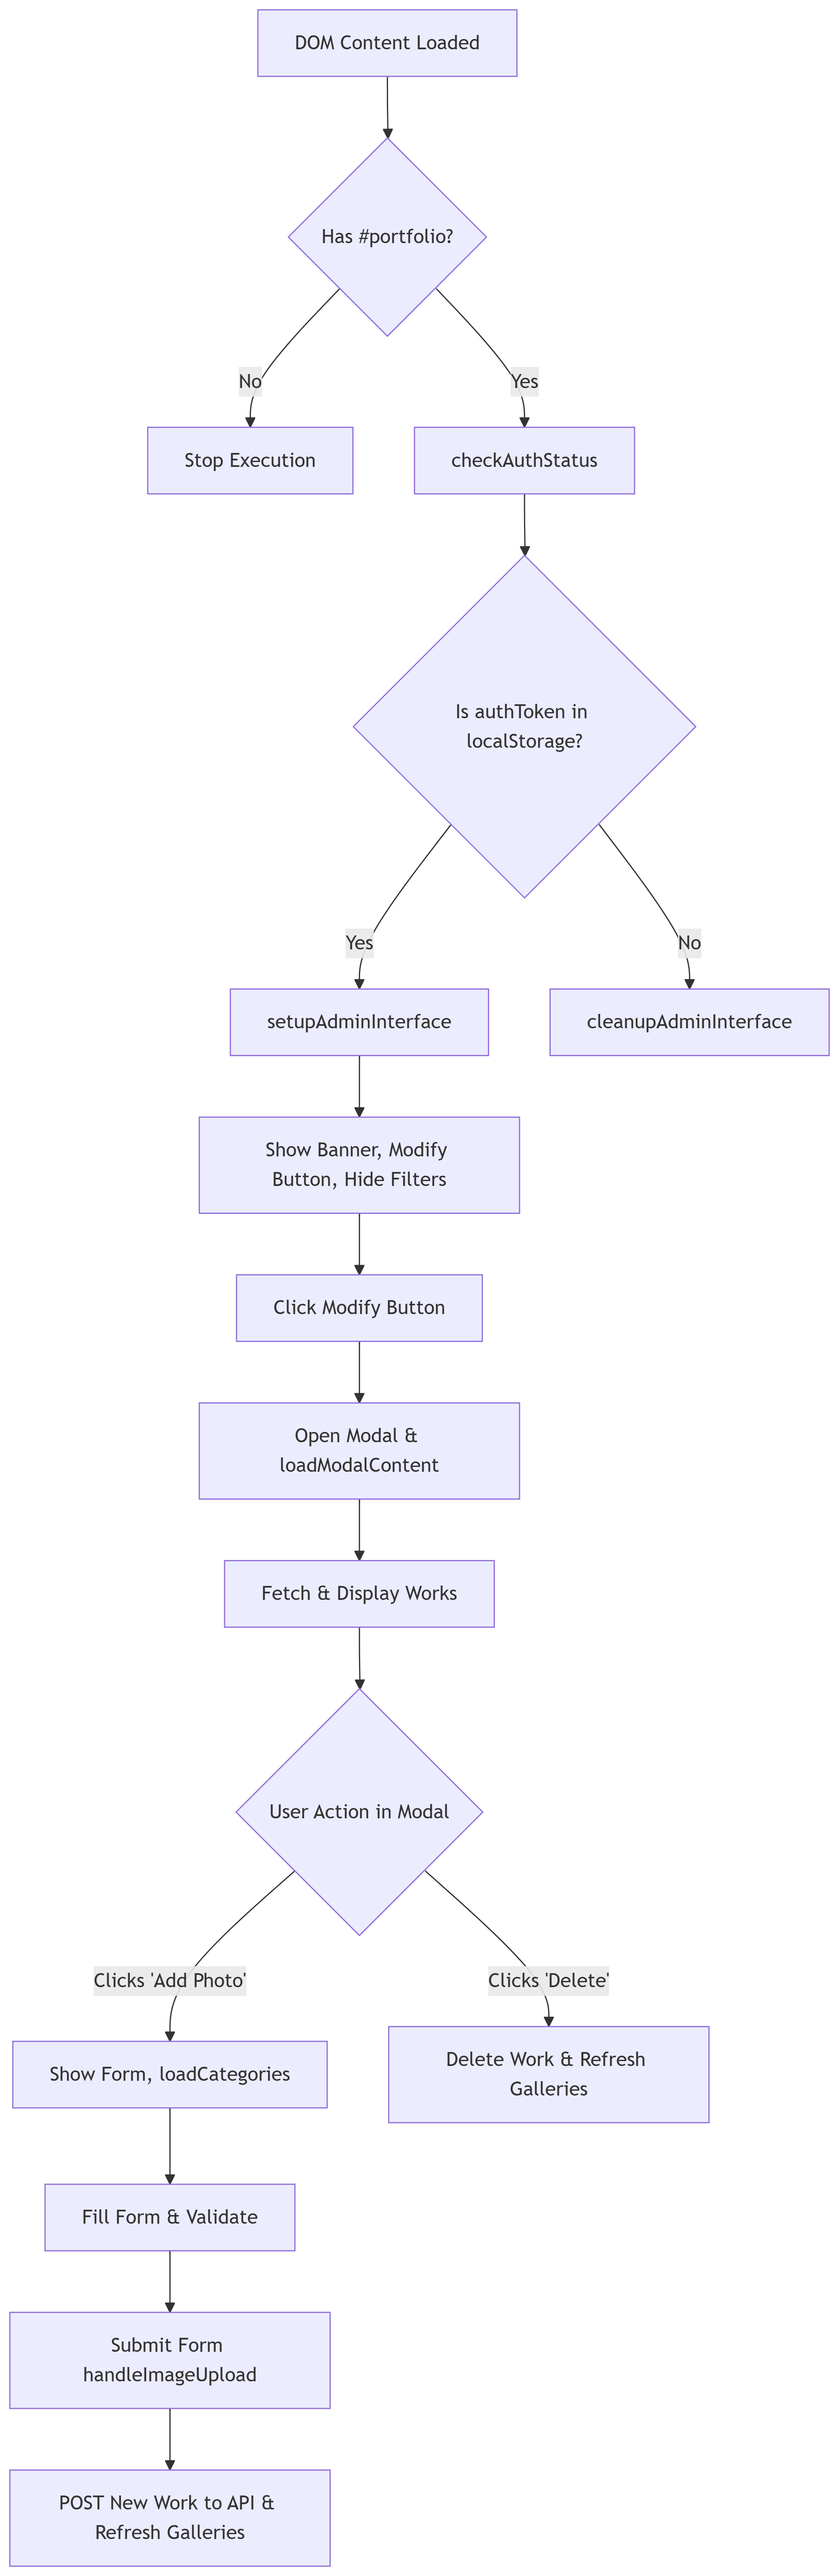 DOM Content Loaded
Has #portfolio?
No
Yes
Stop Execution
checkAuthStatus
Is authToken in
localStorage?
Yes
No
setupAdminInterface
cleanupAdminInterface
Show Banner, Modify
Button, Hide Filters
Click Modify Button
Open Modal &
loadModalContent
Fetch & Display Works
User Action in Modal
Clicks 'Add Photo'
Clicks 'Delete'
Show Form, loadCategories
Delete Work & Refresh
Galleries
Fill Form & Validate
Submit Form
handleImageUpload
POST New Work to API &
Refresh Galleries